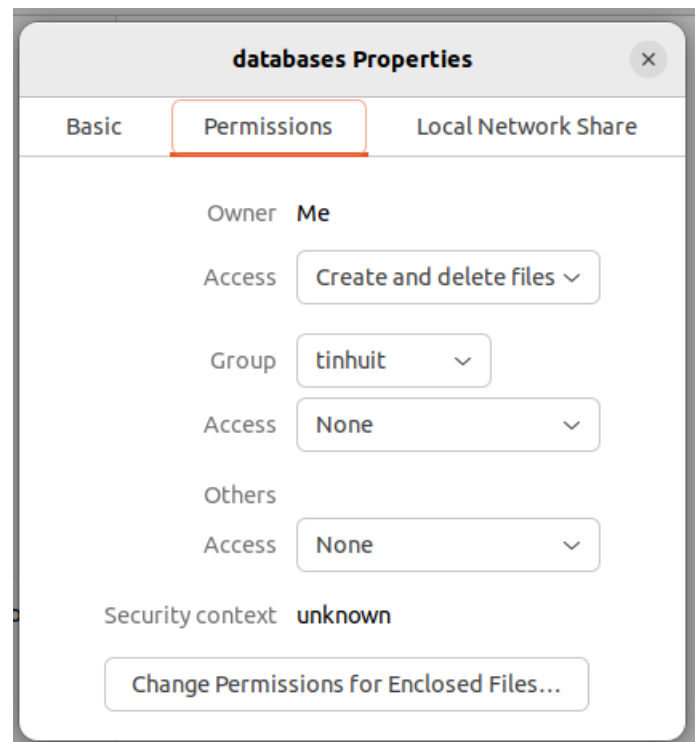 databases Properties
Basic Permissions Local Network Share
Owner Me
Access Create and delete files
Group tinhuit
Access None
Others
Access None
Security context unknown
Change Permissions for Enclosed Files…